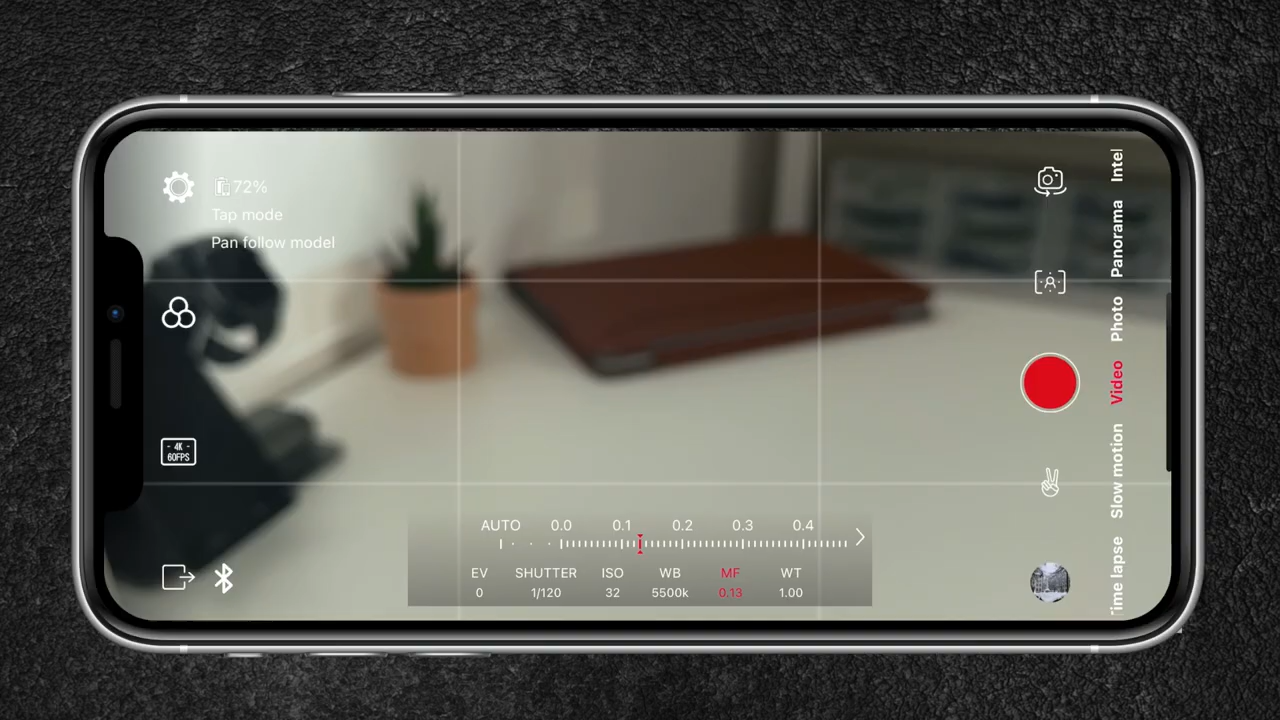 72%
Tap mode
Pan follow model
- 4K -
60FPS
AUTO 0.0 0.1 0.2 0.3 0.4
EV SHUTTER ISO WB MF WT
0 1/120 32 5500k 0.13 1.00
Intel
Panorama
Photo
Video
Slow motion
Time lapse